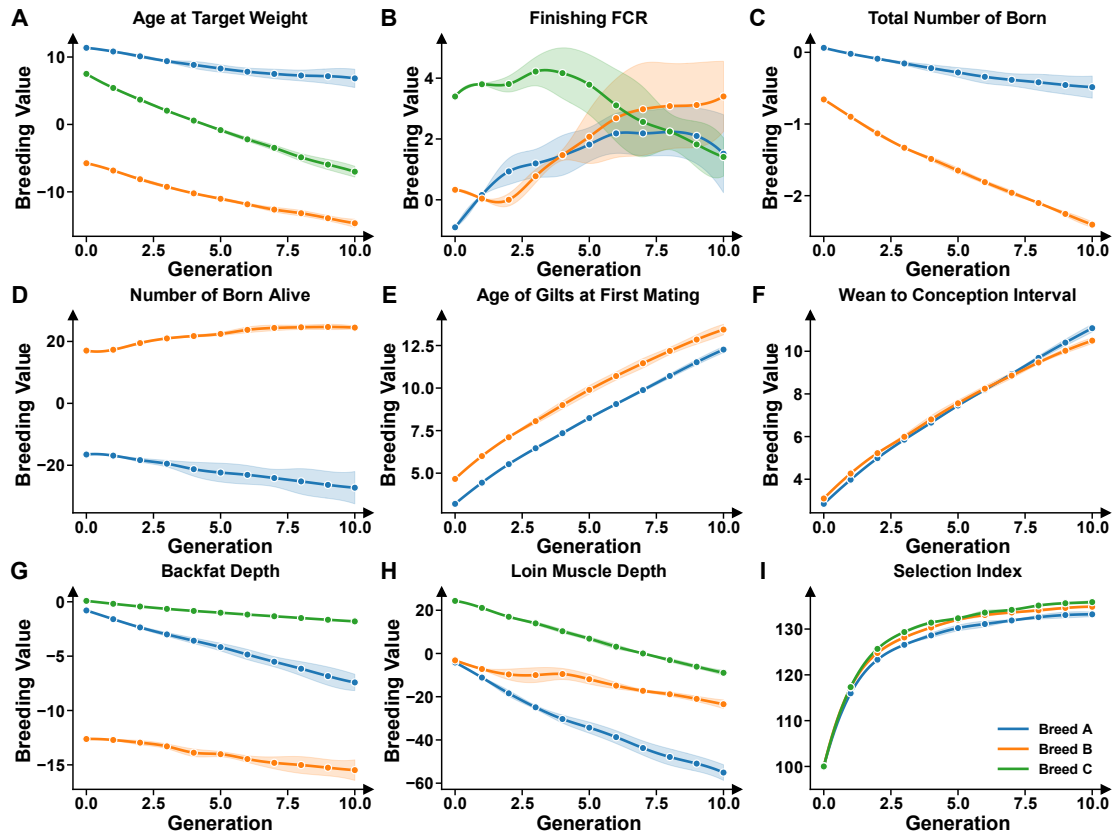 A Age at Target Weight
10
0
−10
Breeding Value
0.0 2.5 5.0 7.5 10.0
Generation
B Finishing FCR
4
2
0
Breeding Value
0.0 2.5 5.0 7.5 10.0
Generation
C Total Number of Born
0
−1
−2
Breeding Value
0.0 2.5 5.0 7.5 10.0
Generation
D Number of Born Alive
20
0
−20
Breeding Value
0.0 2.5 5.0 7.5 10.0
Generation
E Age of Gilts at First Mating
12.5
10.0
7.5
5.0
Breeding Value
0.0 2.5 5.0 7.5 10.0
Generation
F Wean to Conception Interval
10
8
6
4
Breeding Value
0.0 2.5 5.0 7.5 10.0
Generation
G Backfat Depth
0
−5
−10
−15
Breeding Value
0.0 2.5 5.0 7.5 10.0
Generation
H Loin Muscle Depth
20
0
−20
−40
−60
Breeding Value
0.0 2.5 5.0 7.5 10.0
Generation
I Selection Index
130
120
110
100
Breeding Value
Breed A
Breed B
Breed C
0.0 2.5 5.0 7.5 10.0
Generation